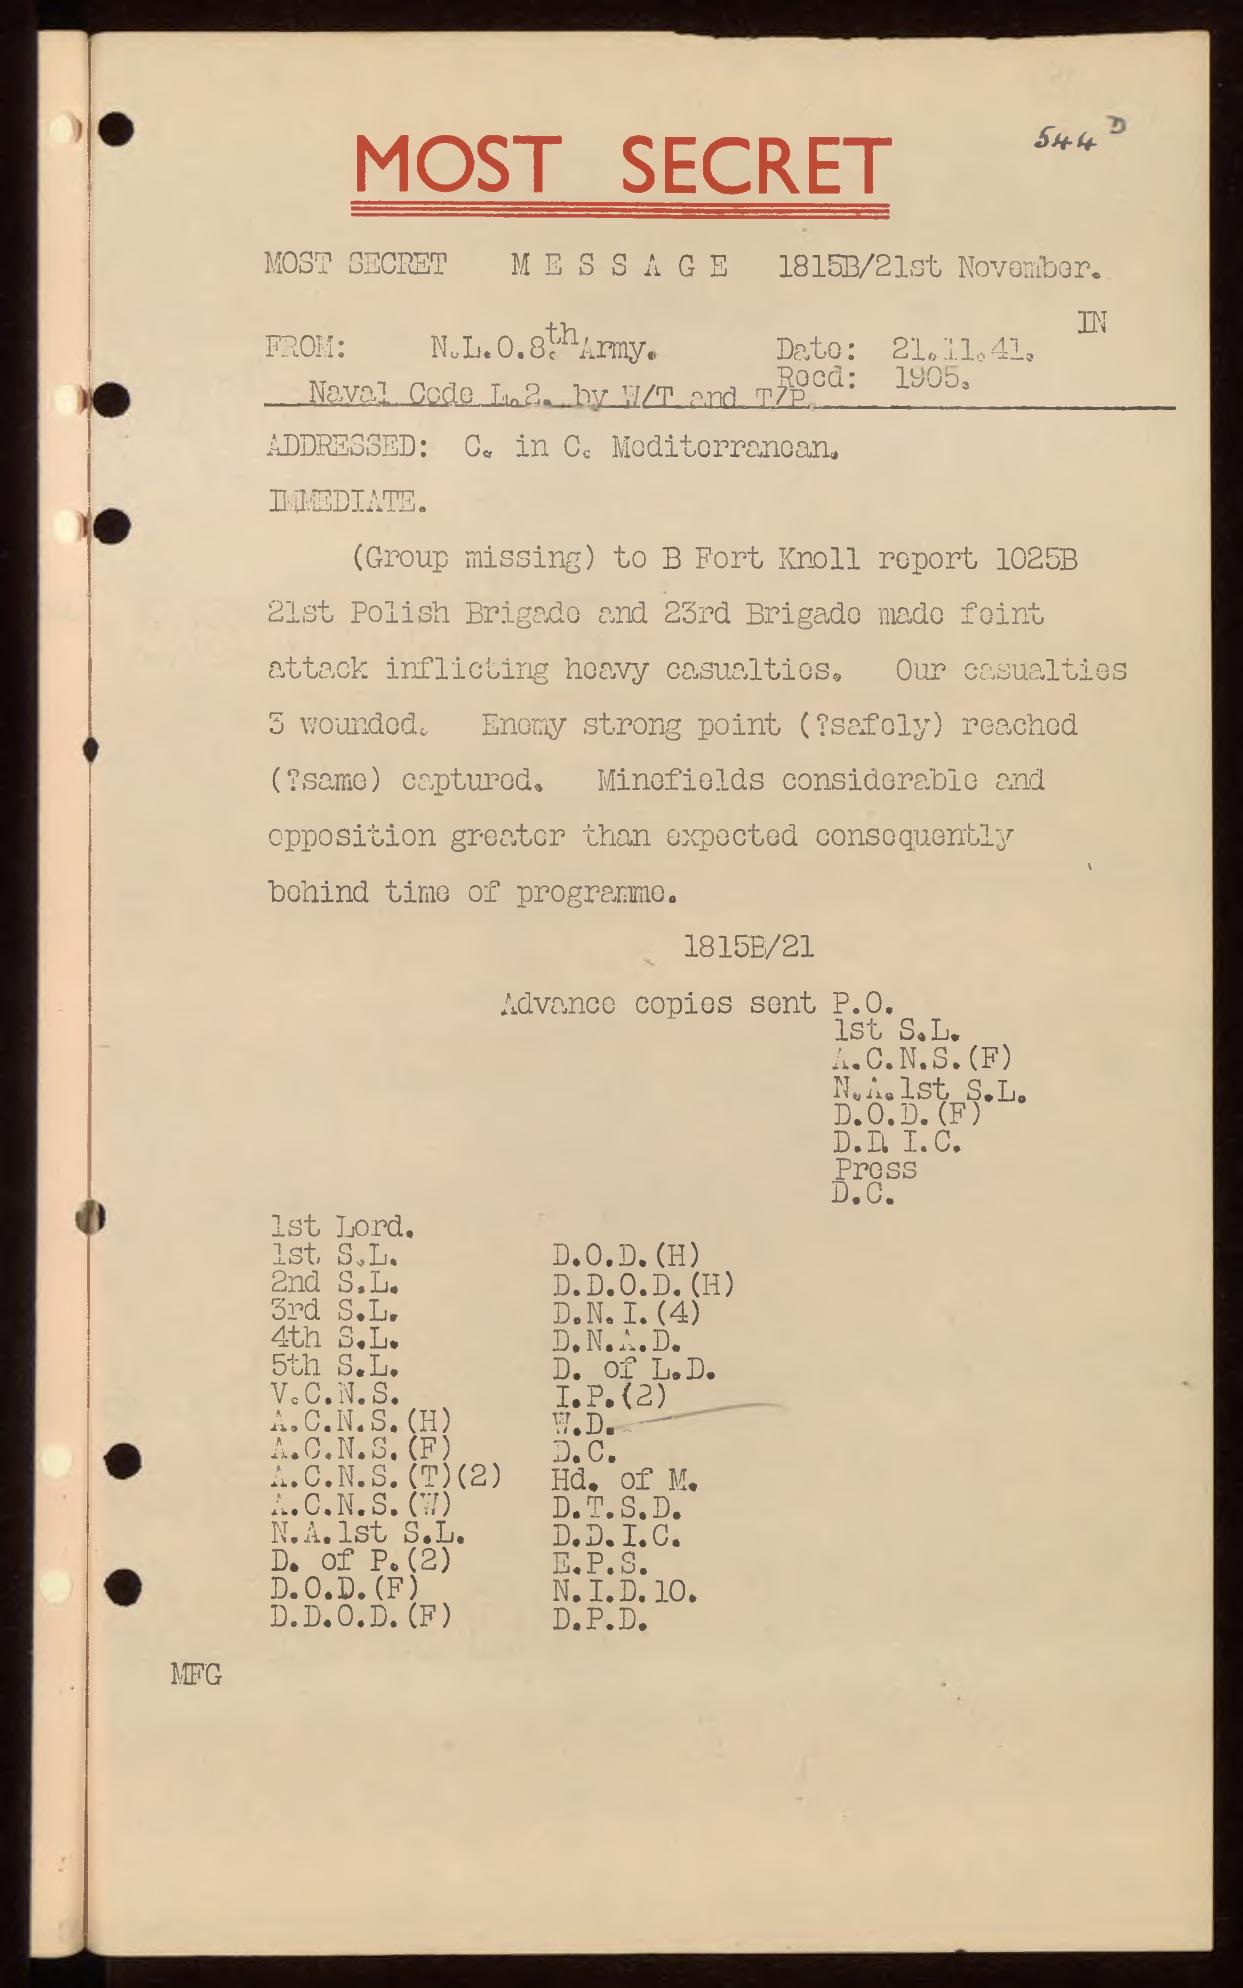 544 D
MOST SECRET
MOST SECRET M E S S A G E 1815B/21st November.
IN
FROM: N.L.O.8th Army. Date: 21.11.41.
Recd: 1905.
Naval Code L.2. by W/T and T/P.
ADDRESSED: C. in C. Mediterranean.
IMMEDIATE.
(Group missing) to B Fort Knoll report 1025B
21st Polish Brigade and 23rd Brigade made feint
attack inflicting heavy casualties. Our casualties
3 wounded. Enemy strong point (?safely) reached
(?same) captured. Minefields considerable and
opposition greater than expected consequently
behind time of programme.
1815B/21
Advance copies sent P.O.
1st S.L.
A.C.N.S.(F)
N.A.1st S.L.
D.O.D.(F)
D.D.I.C.
Press
D.C.
1st Lord.
1st S.L. D.O.D.(H)
2nd S.L. D.D.O.D.(H)
3rd S.L. D.N.I.(4)
4th S.L. D.N.A.D.
5th S.L. D. of L.D.
V.C.N.S. I.P.(2)
A.C.N.S.(H) W.D.
A.C.N.S.(F) D.C.
A.C.N.S.(T)(2) Hd. of M.
A.C.N.S.(W) D.T.S.D.
N.A.1st S.L. D.D.I.C.
D. of P.(2) E.P.S.
D.O.D.(F) N.I.D.10.
D.D.O.D.(F) D.P.D.
MFG